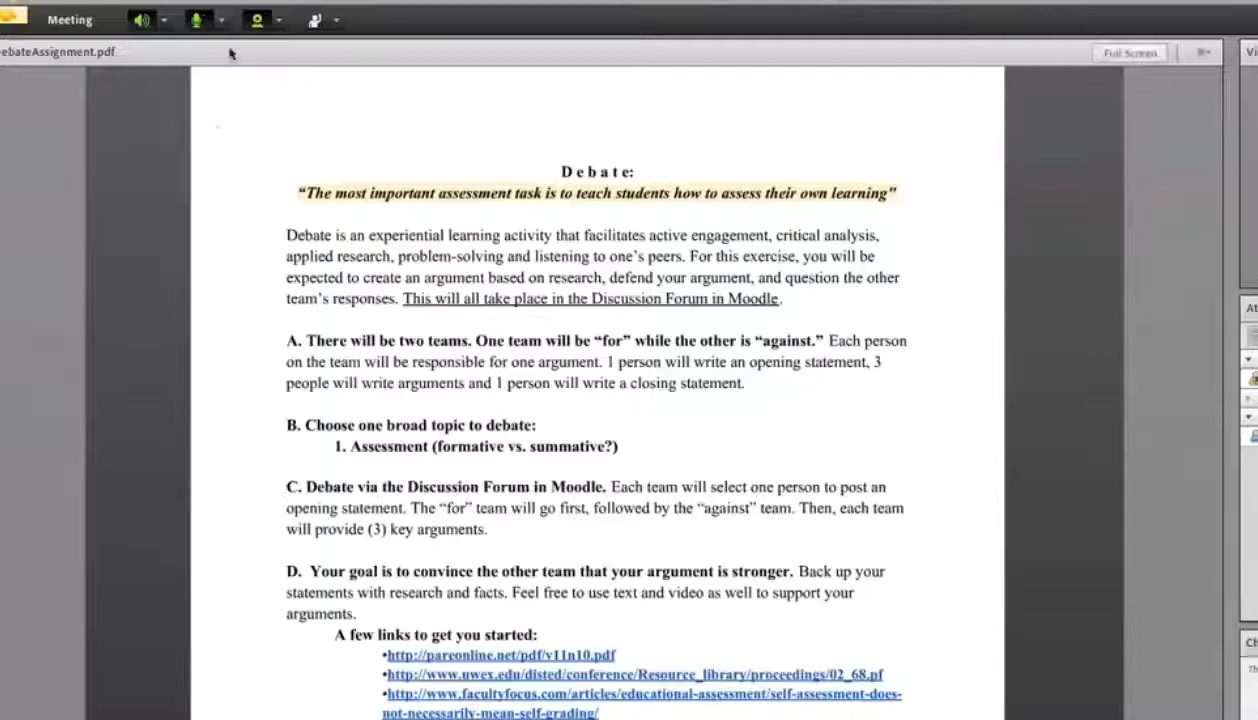 Meeting
ebateAssignment.pdf
Full Screen
Vi
Debate:
“The most important assessment task is to teach students how to assess their own learning”
Debate is an experiential learning activity that facilitates active engagement, critical analysis,
applied research, problem-solving and listening to one’s peers. For this exercise, you will be
expected to create an argument based on research, defend your argument, and question the other
team’s responses. This will all take place in the Discussion Forum in Moodle.
At
A. There will be two teams. One team will be “for” while the other is “against.” Each person
on the team will be responsible for one argument. 1 person will write an opening statement, 3
people will write arguments and 1 person will write a closing statement.
B. Choose one broad topic to debate:
1. Assessment (formative vs. summative?)
C. Debate via the Discussion Forum in Moodle. Each team will select one person to post an
opening statement. The “for” team will go first, followed by the “against” team. Then, each team
will provide (3) key arguments.
D. Your goal is to convince the other team that your argument is stronger. Back up your
statements with research and facts. Feel free to use text and video as well to support your
arguments.
A few links to get you started:
Ch
•http://pareonline.net/pdf/v11n10.pdf
Th
•http://www.uwex.edu/disted/conference/Resource_library/proceedings/02_68.pf
•http://www.facultyfocus.com/articles/educational-assessment/self-assessment-does-
not-necessarily-mean-self-grading/